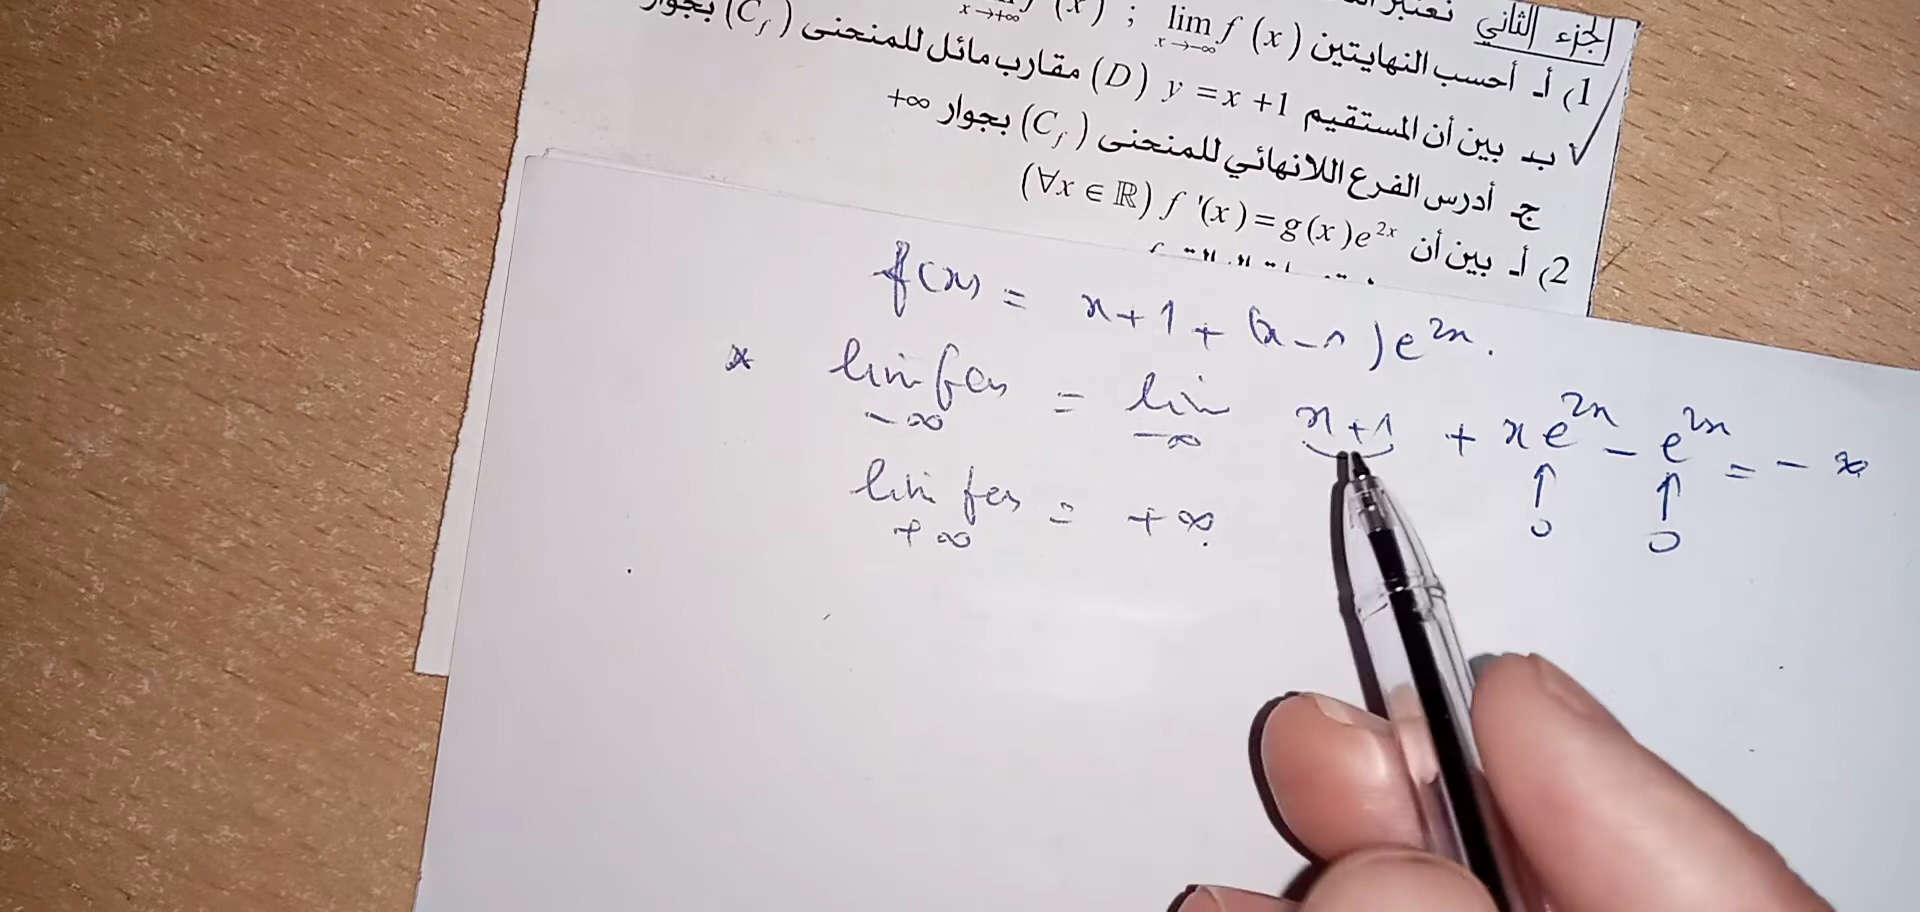 الجزء الثاني نعتبر
1) أ- أحسب النهايتين lim f(x) x→-∞ ; f(x) x→+∞
ب- بين أن المستقيم (D) y = x + 1 مقارب مائل للمنحنى (C_f) بجوار
ج- أدرس الفرع اللانهائي للمنحنى (C_f) بجوار +∞
2) أ- بين أن (∀x ∈ ℝ) f'(x) = g(x)e^{2x}
f(x) = x+1 + (x-1)e^{2x}.
* lim f(x) -∞ = lim -∞ x+1 + xe^{2x} - e^{2x} = -∞
↑ ↑
0 0
lim f(x) +∞ = +∞.